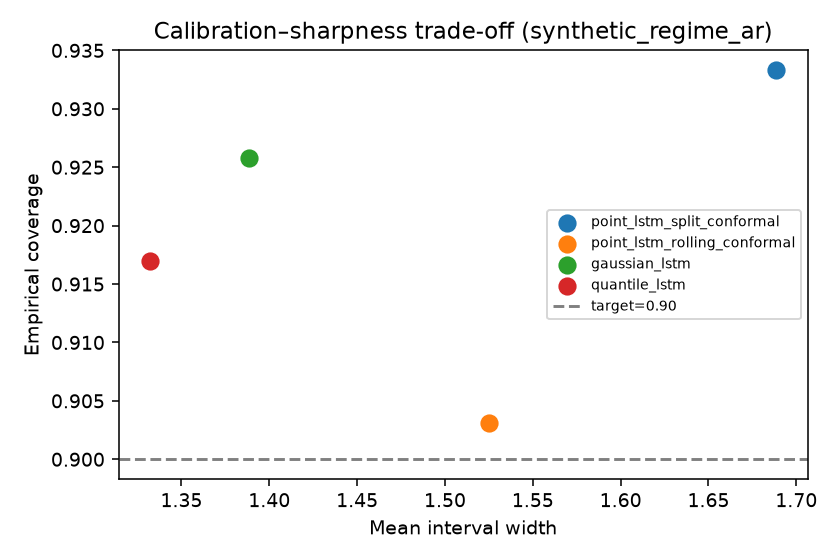 Calibration–sharpness trade-off (synthetic_regime_ar)
Empirical coverage
0.935
0.930
0.925
0.920
0.915
0.910
0.905
0.900
point_lstm_split_conformal
point_lstm_rolling_conformal
gaussian_lstm
quantile_lstm
target=0.90
1.35 1.40 1.45 1.50 1.55 1.60 1.65 1.70
Mean interval width